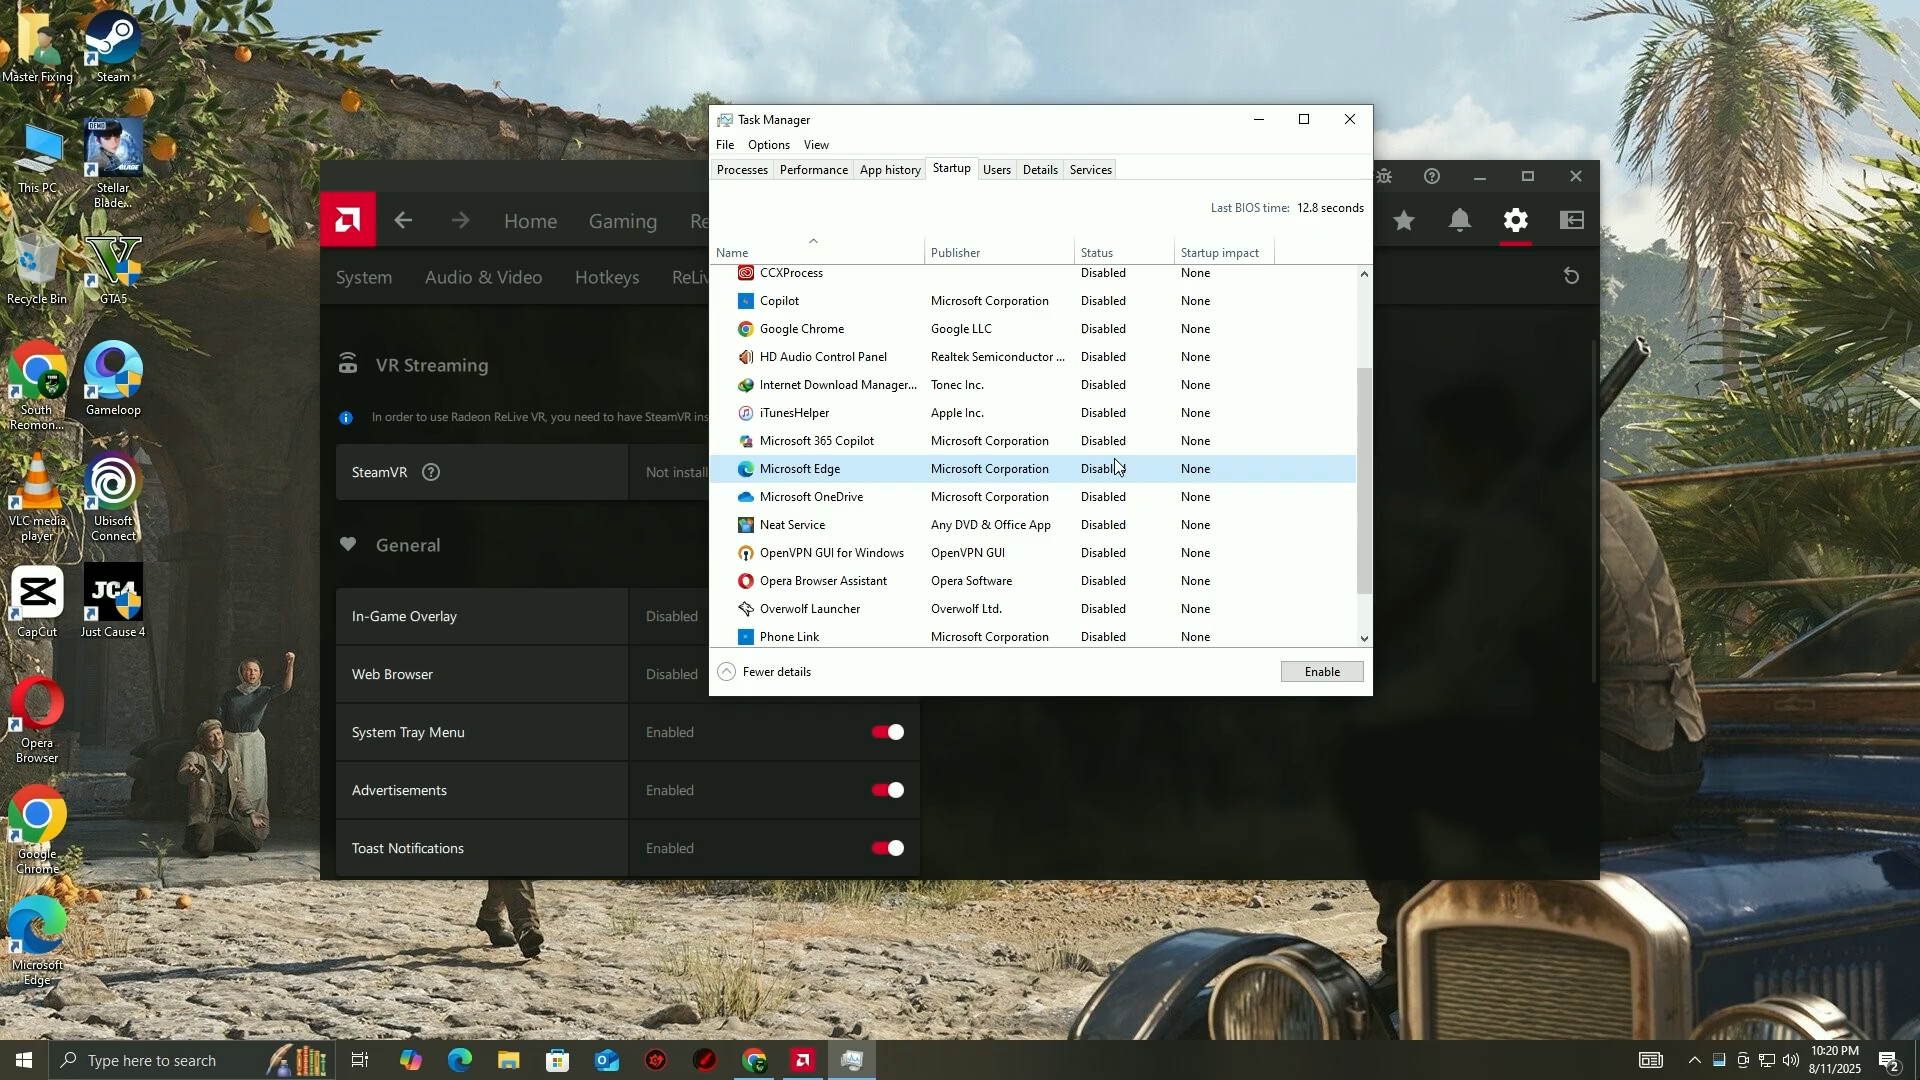 Master Fixing
Steam
This PC
DEMO
Stellar
Blade...
Recycle Bin
GTA5
South
Reomon...
Gameloop
VLC media
player
Ubisoft
Connect
CapCut
JC4
Just Cause 4
Opera
Browser
Google
Chrome
Microsoft
Edge
Home
Gaming
Re
System
Audio & Video
Hotkeys
ReLiv
VR Streaming
In order to use Radeon ReLive VR, you need to have SteamVR ins
SteamVR
Not install
General
In-Game Overlay
Disabled
Web Browser
Disabled
System Tray Menu
Enabled
Advertisements
Enabled
Toast Notifications
Enabled
Task Manager
File Options View
Processes Performance App history Startup Users Details Services
Last BIOS time: 12.8 seconds
Name Publisher Status Startup impact
CCXProcess Disabled None
Copilot Microsoft Corporation Disabled None
Google Chrome Google LLC Disabled None
HD Audio Control Panel Realtek Semiconductor ... Disabled None
Internet Download Manager... Tonec Inc. Disabled None
iTunesHelper Apple Inc. Disabled None
Microsoft 365 Copilot Microsoft Corporation Disabled None
Microsoft Edge Microsoft Corporation Disabled None
Microsoft OneDrive Microsoft Corporation Disabled None
Neat Service Any DVD & Office App Disabled None
OpenVPN GUI for Windows OpenVPN GUI Disabled None
Opera Browser Assistant Opera Software Disabled None
Overwolf Launcher Overwolf Ltd. Disabled None
Phone Link Microsoft Corporation Disabled None
Fewer details
Enable
Type here to search
10:20 PM
8/11/2025
2